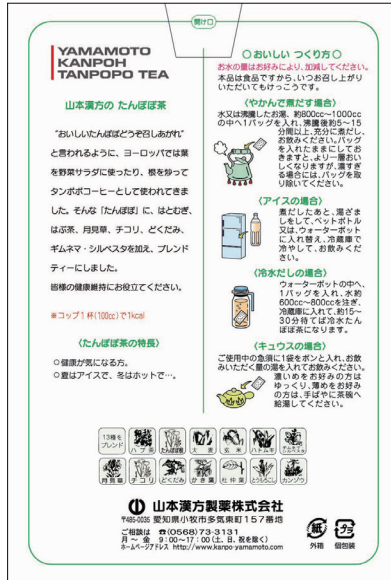 開け口
YAMAMOTO
KANPOH
TANPOPO TEA
山本漢方の たんぽぽ茶
"おいしいたんぽぽどうぞ召しあがれ"
と言われるように、ヨーロッパでは葉
を野菜サラダに使ったり、根を炒って
タンポポコーヒーとして使われてきま
した。そんな「たんぽぽ」に、はとむぎ、
はぶ茶、月見草、チコリ、どくだみ、
ギムネマ・シルベスタを加え、ブレンド
ティーにしました。
皆様の健康維持にお役立てください。
※コップ1杯(100cc)で1kcal
〈たんぽぽ茶の特長〉
○健康が気になる方。
○夏はアイスで、冬はホットで…。
○おいしい つくり方○
お水の量はお好みにより、加減してください。
本品は食品ですから、いつお召し上がり
いただいてもけっこうです。
〈やかんで煮だす場合〉
水又は沸騰したお湯、約800cc〜1000cc
の中へ1バッグを入れ、沸騰後約5〜15
分間以上、充分に煮だし、
お飲みください。バッグ
を入れたままにしてお
きますと、より一層おい
しくなりますが、濃すぎ
る場合には、バッグを取
り除いてください。
〈アイスの場合〉
煮だしたあと、湯ざま
しをして、ペットボトル
又は、ウォーターポット
に入れ替え、冷蔵庫で
冷やして、お飲みくだ
さい。
〈冷水だしの場合〉
ウォーターポットの中へ、
1バッグを入れ、水約
600cc〜800ccを注ぎ、
冷蔵庫に入れて、約15〜
30分待てば冷水たん
ぽぽ茶になります。
〈キュウスの場合〉
ご使用中の急須に1袋をポンと入れ、お飲
みいただく量の湯を入れてお飲みください。
濃いめをお好みの方は
ゆっくり、薄めをお好み
の方は、手ばやに茶碗へ
給湯してください。
13種を
ブレンド
ハブ茶
たんぽぽ根
大麦
玄米
ハトムギ
月見草
チコリ
どくだみ
かき葉
杜仲葉
とうもろこし
カンゾウ
山本漢方製薬株式会社
〒485-0035 愛知県小牧市多気東町157番地
ご相談は ☎(0568)73-3131
月〜金 9:00〜17:00(土、日、祝を除く)
ホームページアドレス http://www.kanpo-yamamoto.com/
紙
外箱
プラ
個包装